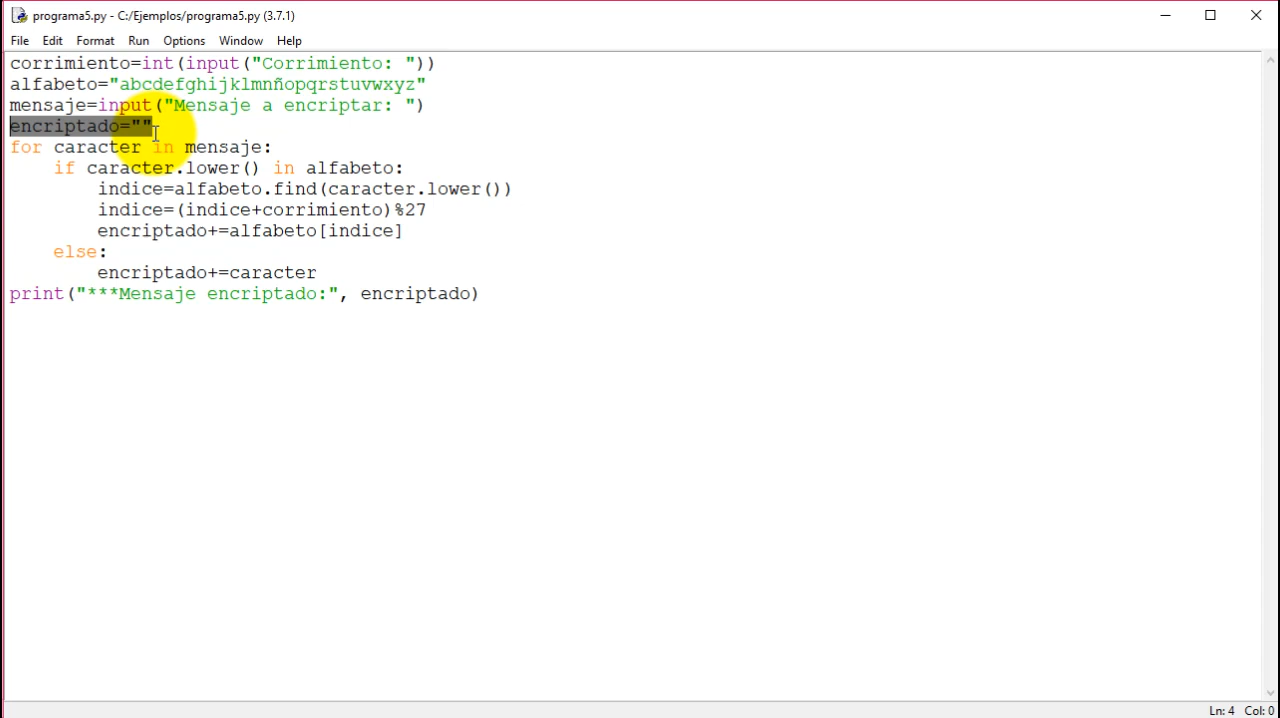 programa5.py - C:/Ejemplos/programa5.py (3.7.1)
File Edit Format Run Options Window Help
corrimiento=int(input("Corrimiento: "))
alfabeto="abcdefghijklmnñopqrstuvwxyz"
mensaje=input("Mensaje a encriptar: ")
encriptado=""
for caracter in mensaje:
    if caracter.lower() in alfabeto:
        indice=alfabeto.find(caracter.lower())
        indice=(indice+corrimiento)%27
        encriptado+=alfabeto[indice]
    else:
        encriptado+=caracter
print("***Mensaje encriptado:", encriptado)
Ln: 4 Col: 0